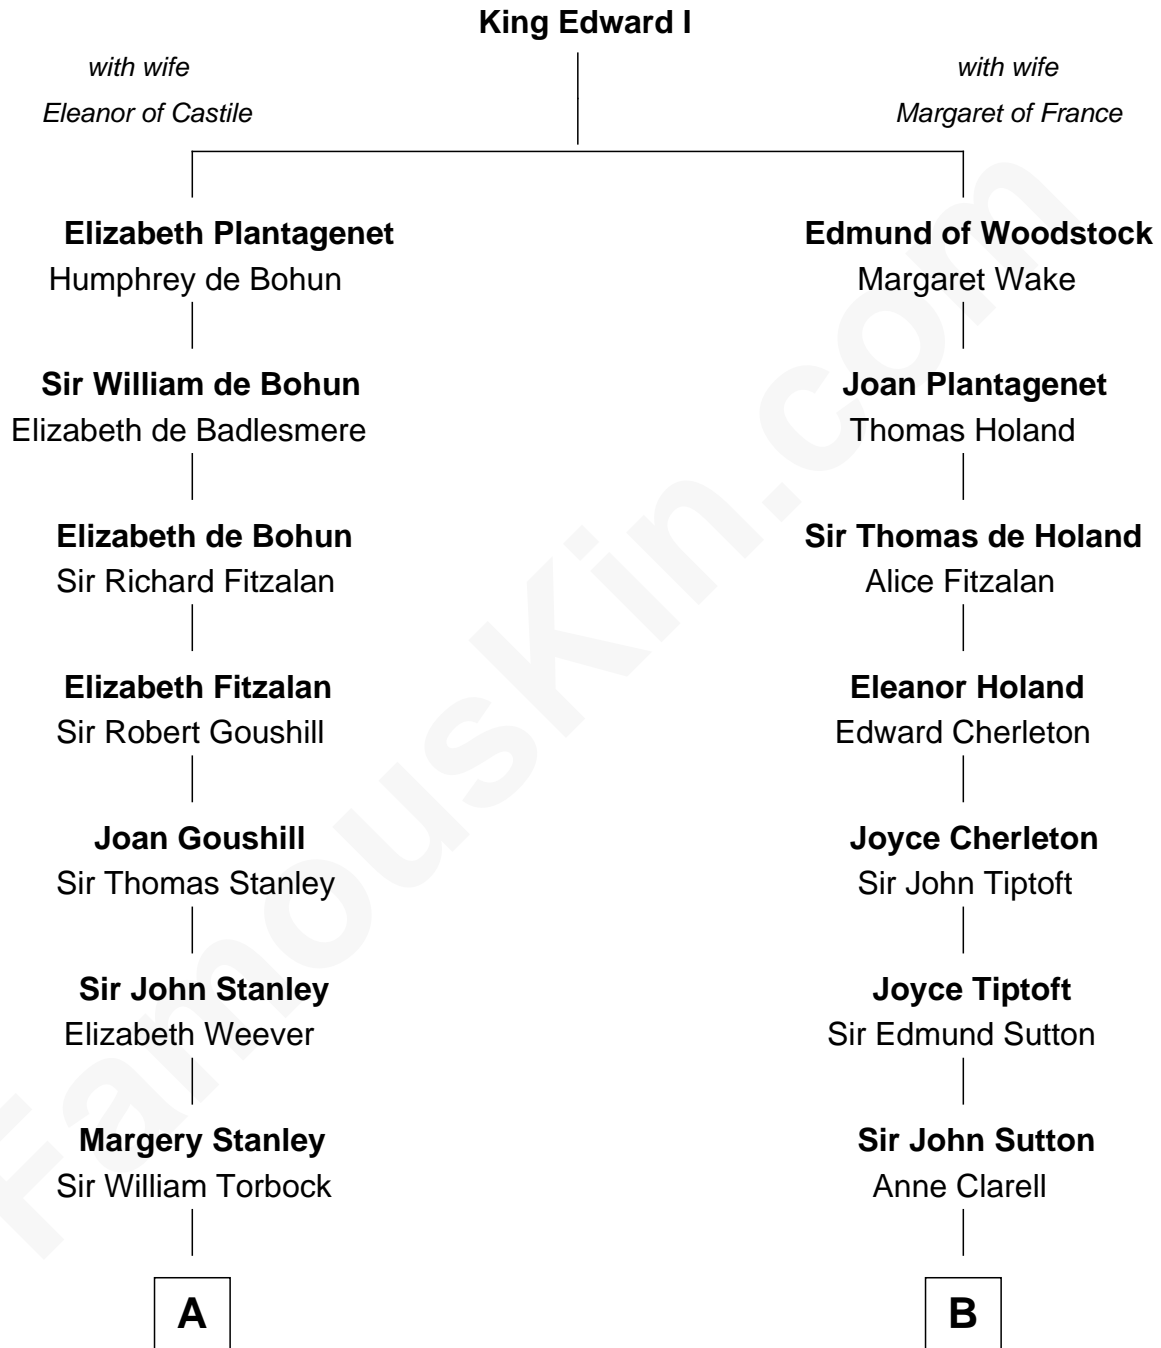 King Edward I
with wife
Eleanor of Castile
with wife
Margaret of France
Elizabeth Plantagenet
Humphrey de Bohun
Edmund of Woodstock
Margaret Wake
Sir William de Bohun
Elizabeth de Badlesmere
Joan Plantagenet
Thomas Holand
Elizabeth de Bohun
Sir Richard Fitzalan
Sir Thomas de Holand
Alice Fitzalan
Elizabeth Fitzalan
Sir Robert Goushill
Eleanor Holand
Edward Cherleton
Joan Goushill
Sir Thomas Stanley
Joyce Cherleton
Sir John Tiptoft
Sir John Stanley
Elizabeth Weever
Joyce Tiptoft
Sir Edmund Sutton
Margery Stanley
Sir William Torbock
Sir John Sutton
Anne Clarell
A
B
FamousKin.com